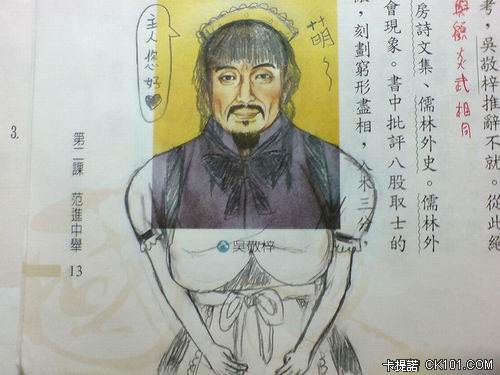 考，吳敬梓推辭不就。從此絕
與顧炎武相同
房詩文集、儒林外史。儒林外
會現象。書中批評八股取士的
，刻劃窮形盡相，入木三分，
萌～
主人您好♥
吳敬梓
第二課 范進中舉 13
3.
卡提諾 CK101.COM